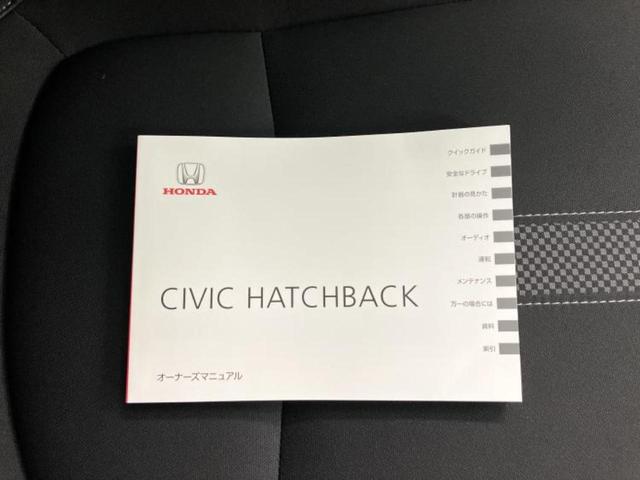 HONDA
CIVIC HATCHBACK
オーナーズマニュアル
クイックガイド
安全なドライブ
計器の見かた
各部の操作
オーディオ
運転
メンテナンス
万一の場合には
資料
索引